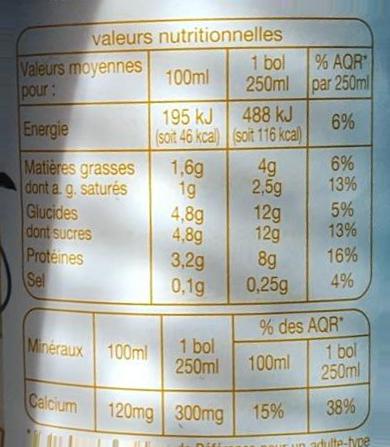 valeurs nutritionnelles
Valeurs moyennes pour : 100ml 1 bol 250ml % AQR* par 250ml
Energie 195 kJ (soit 46 kcal) 488 kJ (soit 116 kcal) 6%
Matières grasses 1,6g 4g 6%
dont a. g. saturés 1g 2,5g 13%
Glucides 4,8g 12g 5%
dont sucres 4,8g 12g 13%
Protéines 3,2g 8g 16%
Sel 0,1g 0,25g 4%
% des AQR*
Minéraux 100ml 1 bol 250ml 100ml 1 bol 250ml
Calcium 120mg 300mg 15% 38%
de Référence pour un adulte-type